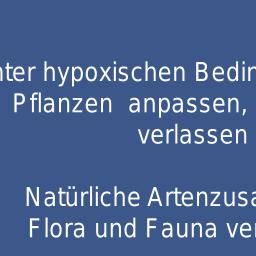 nter hypoxischen Bedin
Pflanzen anpassen,
verlassen
Natürliche Artenzusa
Flora und Fauna ver